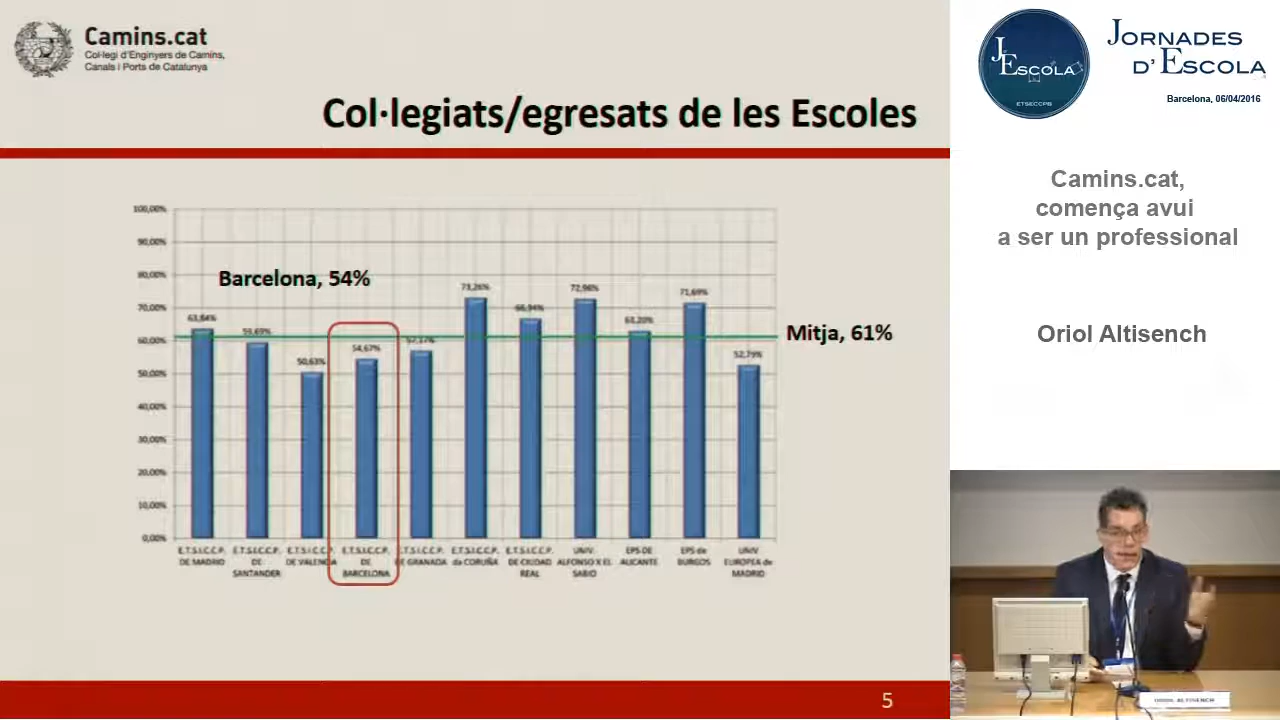 Camins.cat
Col·legi d'Enginyers de Camins,
Canals i Ports de Catalunya
Col·legiats/egresats de les Escoles
100,00%
90,00%
80,00%
70,00%
60,00%
50,00%
40,00%
30,00%
20,00%
10,00%
0,00%
Barcelona, 54%
Mitja, 61%
63,84%
59,69%
50,63%
54,67%
57,17%
73,26%
66,94%
72,96%
63,20%
71,69%
52,79%
E.T.S.I.C.C.P. DE MADRID
E.T.S.I.C.C.P. DE SANTANDER
E.T.S.I.C.C.P. DE VALENCIA
E.T.S.I.C.C.P. DE BARCELONA
E.T.S.I.C.C.P. DE GRANADA
E.T.S.I.C.C.P. da CORUÑA
E.T.S.I.C.C.P. DE CIUDAD REAL
UNIV. ALFONSO X EL SABIO
EPS DE ALICANTE
EPS de BURGOS
UNIV EUROPEA de MADRID
5
JESCOLA
ETSECCPB
JORNADES
D'ESCOLA
Barcelona, 06/04/2016
Camins.cat,
comença avui
a ser un professional
Oriol Altisench
ORIOL ALTISENCH